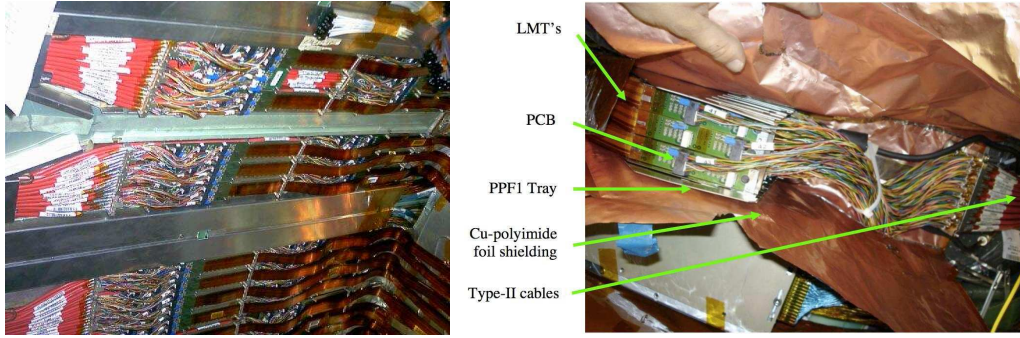 LMT's
PCB
PPF1 Tray
Cu-polyimide
foil shielding
Type-II cables